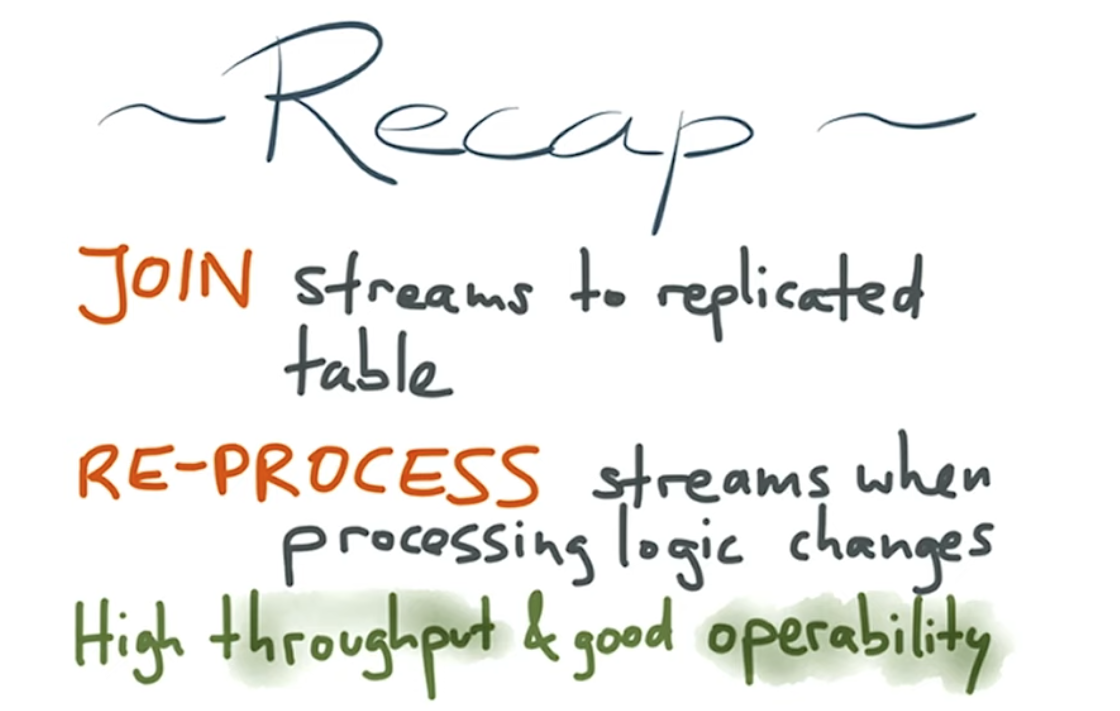 ~ Recap ~
JOIN streams to replicated
table
RE-PROCESS streams when
processing logic changes
High throughput & good operability